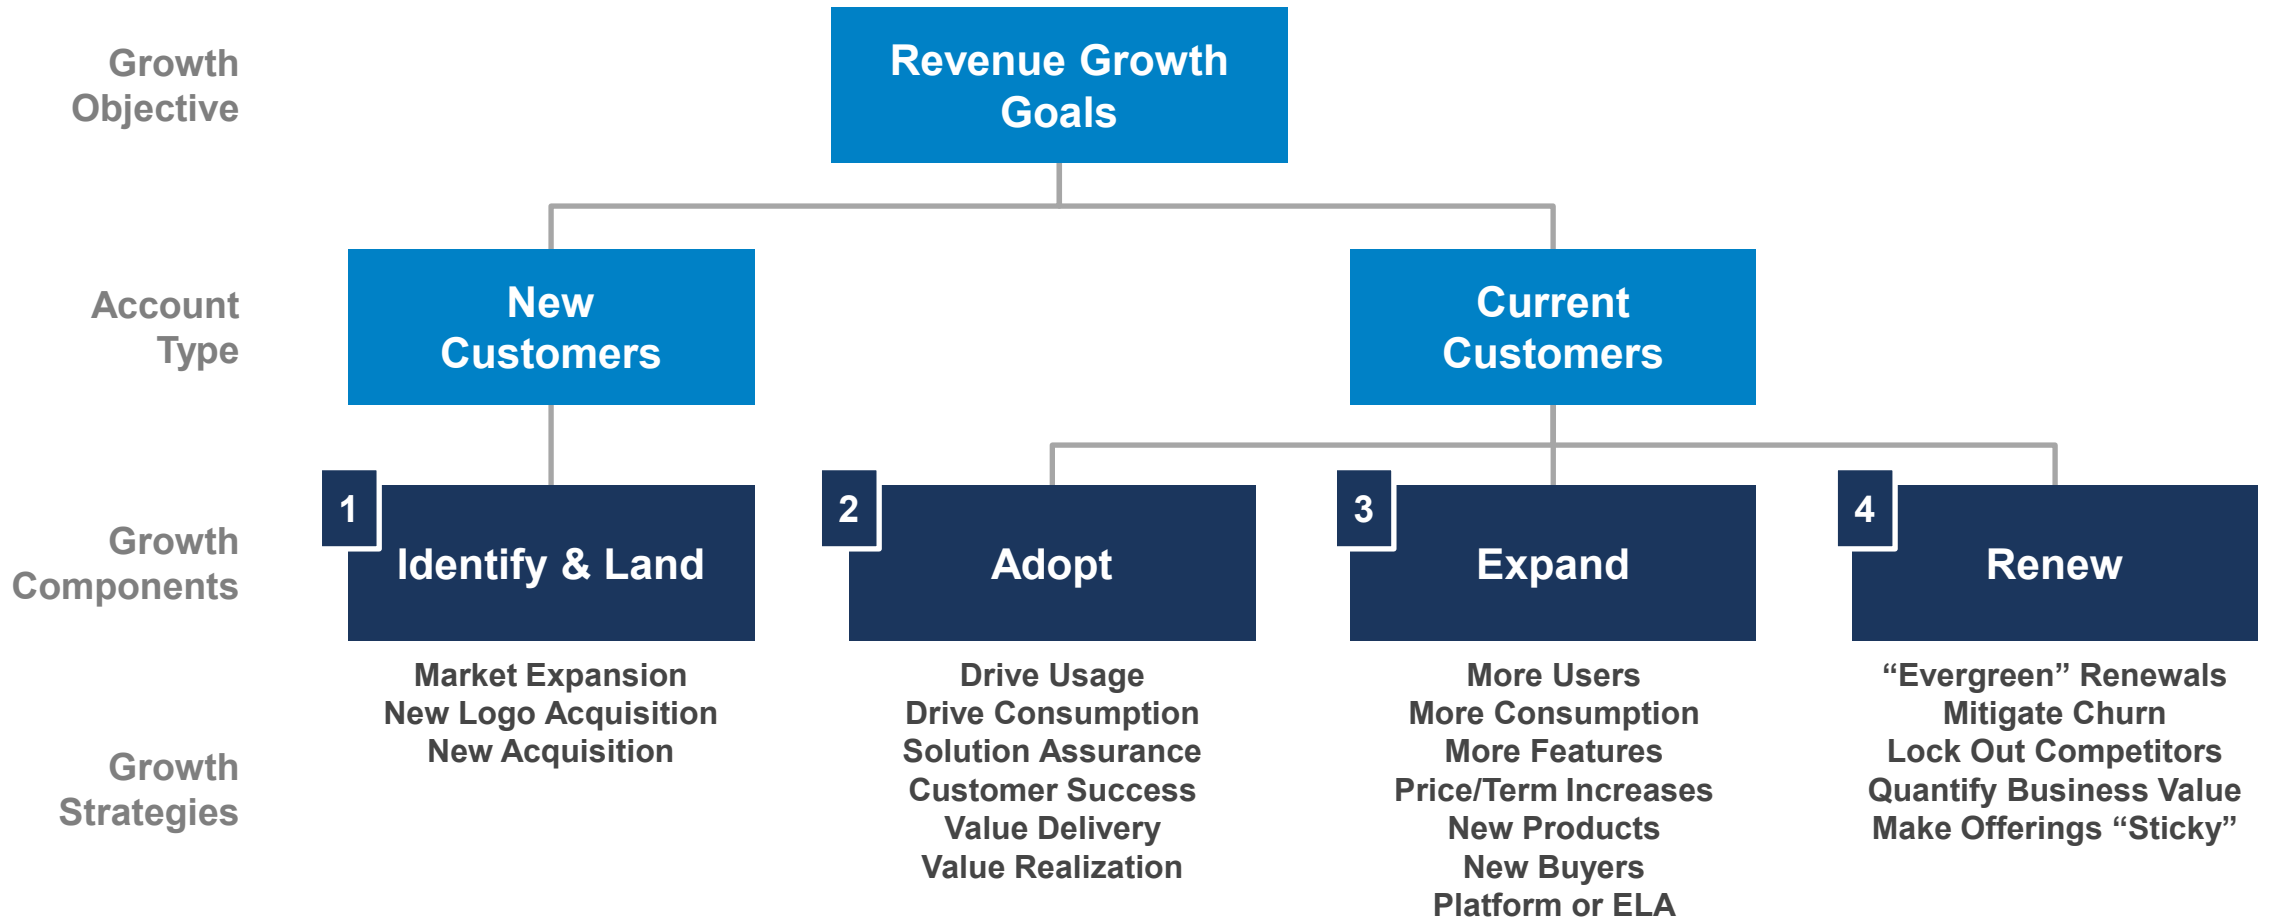 Growth
Objective
Revenue Growth
Goals
Account
Type
New
Customers
Current
Customers
Growth
Components
1
Identify & Land
2
Adopt
3
Expand
4
Renew
Growth
Strategies
Market Expansion
New Logo Acquisition
New Acquisition
Drive Usage
Drive Consumption
Solution Assurance
Customer Success
Value Delivery
Value Realization
More Users
More Consumption
More Features
Price/Term Increases
New Products
New Buyers
Platform or ELA
“Evergreen” Renewals
Mitigate Churn
Lock Out Competitors
Quantify Business Value
Make Offerings “Sticky”